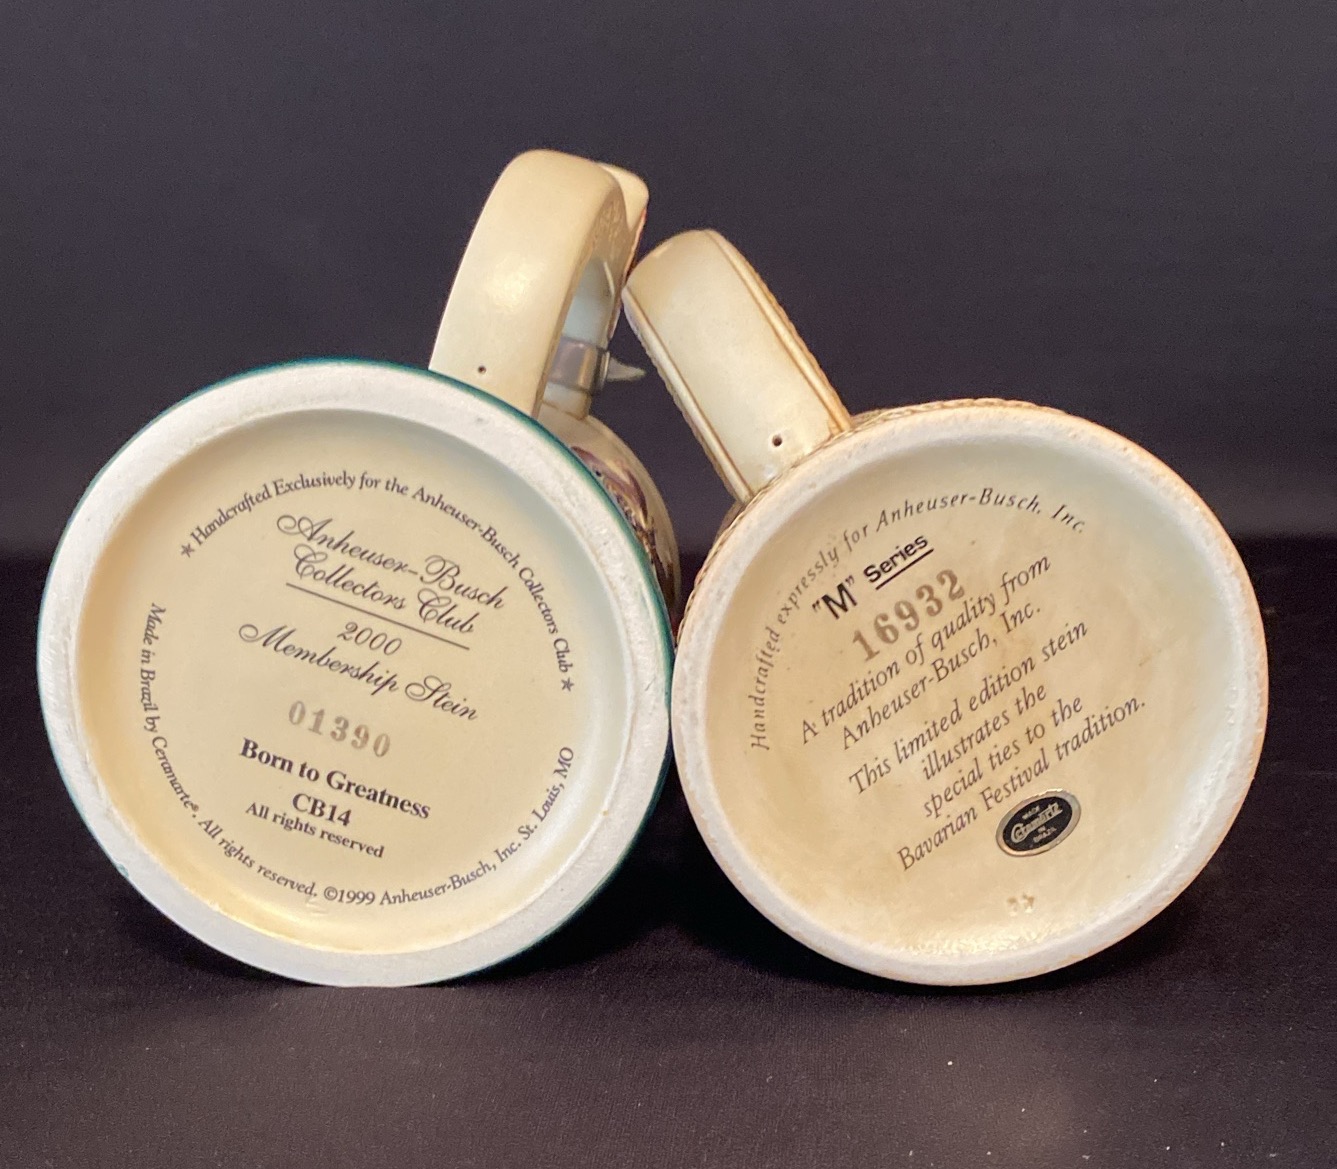 ★ Handcrafted Exclusively for the Anheuser-Busch Collectors Club ★
Anheuser-Busch
Collectors Club
2000
Membership Stein
01390
Born to Greatness
CB14
All rights reserved
Made in Brazil by Ceramarte®. All rights reserved. ©1999 Anheuser-Busch, Inc. St. Louis, MO
Handcrafted expressly for Anheuser-Busch, Inc.
"M" Series
16932
A tradition of quality from
Anheuser-Busch, Inc.
This limited edition stein
illustrates the
special ties to the
Bavarian Festival tradition.
MADE
Ceramarte
BRAZIL